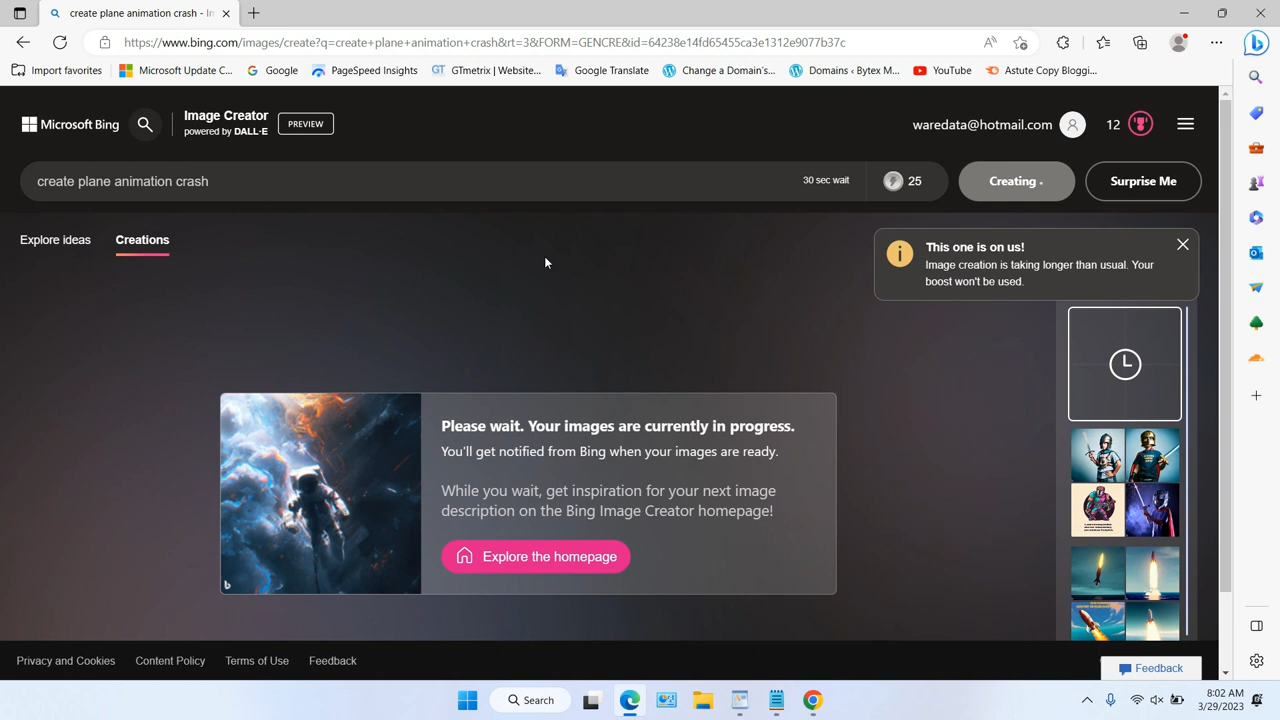 create plane animation crash - In
https://www.bing.com/images/create?q=create+plane+animation+crash&rt=3&FORM=GENCRE&id=64238e14fd65455ca3e1312e9077b37c
Import favorites
Microsoft Update C...
Google
PageSpeed Insights
GTmetrix | Website...
Google Translate
Change a Domain's...
Domains ‹ Bytex M...
YouTube
Astute Copy Bloggi...
Microsoft Bing
Image Creator
powered by DALL·E
PREVIEW
waredata@hotmail.com
12
create plane animation crash
30 sec wait
25
Creating .
Surprise Me
Explore ideas
Creations
This one is on us!
Image creation is taking longer than usual. Your
boost won't be used.
Please wait. Your images are currently in progress.
You'll get notified from Bing when your images are ready.
While you wait, get inspiration for your next image
description on the Bing Image Creator homepage!
Explore the homepage
Privacy and Cookies
Content Policy
Terms of Use
Feedback
Feedback
Search
8:02 AM
3/29/2023